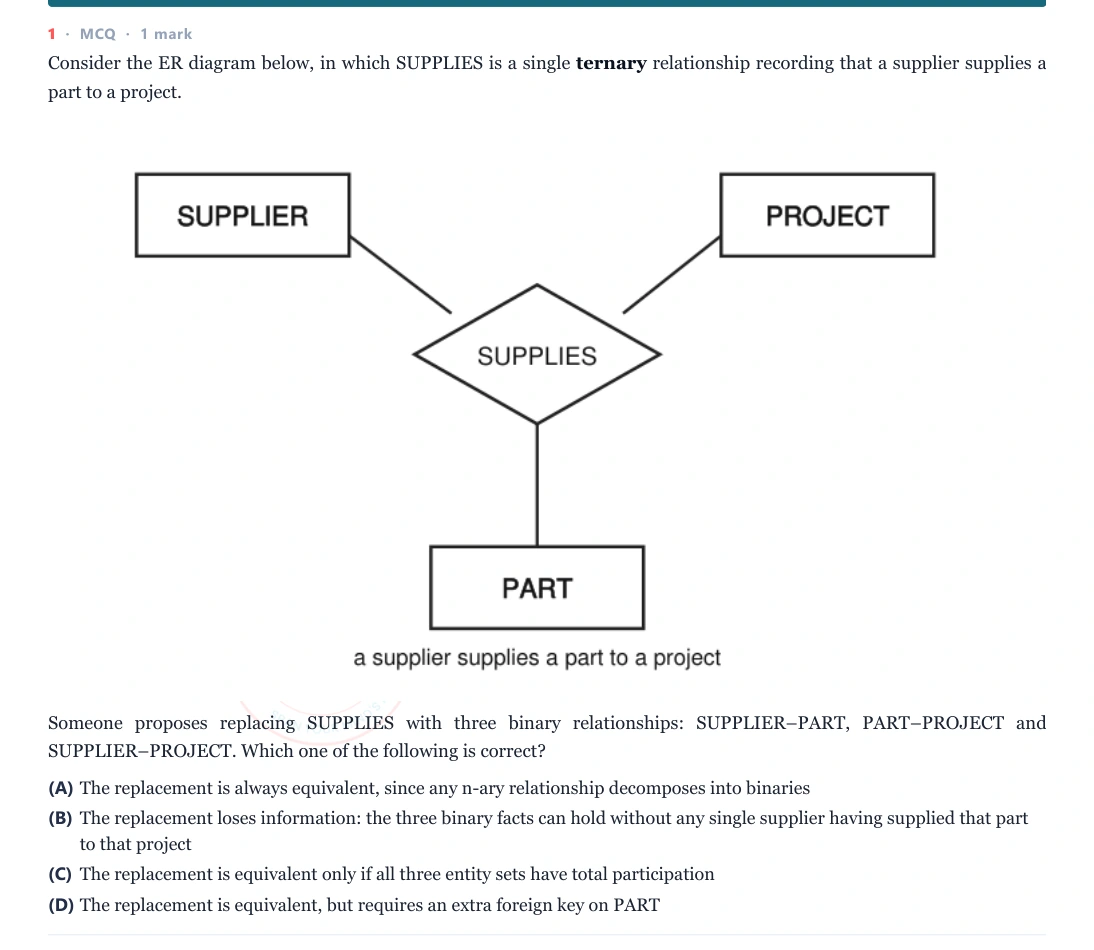 1 · MCQ · 1 mark
Consider the ER diagram below, in which SUPPLIES is a single ternary relationship recording that a supplier supplies a
part to a project.
SUPPLIER
PROJECT
SUPPLIES
PART
a supplier supplies a part to a project
Someone proposes replacing SUPPLIES with three binary relationships: SUPPLIER–PART, PART–PROJECT and
SUPPLIER–PROJECT. Which one of the following is correct?
(A) The replacement is always equivalent, since any n-ary relationship decomposes into binaries
(B) The replacement loses information: the three binary facts can hold without any single supplier having supplied that part
to that project
(C) The replacement is equivalent only if all three entity sets have total participation
(D) The replacement is equivalent, but requires an extra foreign key on PART